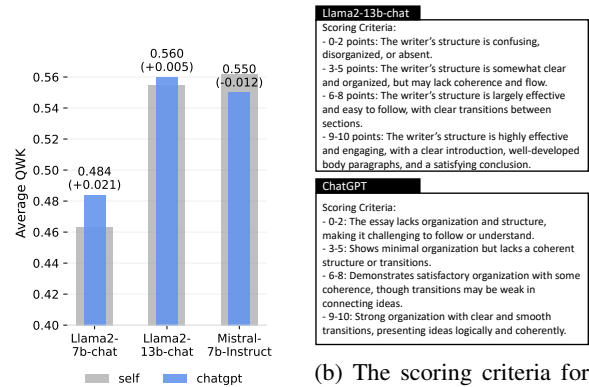 0.560
(+0.005)
0.550
(-0.012)
0.484
(+0.021)
Average QWK
0.56
0.54
0.52
0.50
0.48
0.46
0.44
0.42
0.40
Llama2-
7b-chat
Llama2-
13b-chat
Mistral-
7b-Instruct
self
chatgpt
Llama2-13b-chat
Scoring Criteria:
- 0-2 points: The writer's structure is confusing,
disorganized, or absent.
- 3-5 points: The writer's structure is somewhat clear
and organized, but may lack coherence and flow.
- 6-8 points: The writer's structure is largely effective
and easy to follow, with clear transitions between
sections.
- 9-10 points: The writer's structure is highly effective
and engaging, with a clear introduction, well-developed
body paragraphs, and a satisfying conclusion.
ChatGPT
Scoring Criteria:
- 0-2: The essay lacks organization and structure,
making it challenging to follow or understand.
- 3-5: Shows minimal organization but lacks a coherent
structure or transitions.
- 6-8: Demonstrates satisfactory organization with some
coherence, though transitions may be weak in
connecting ideas.
- 9-10: Strong organization with clear and smooth
transitions, presenting ideas logically and coherently.
(b) The scoring criteria for